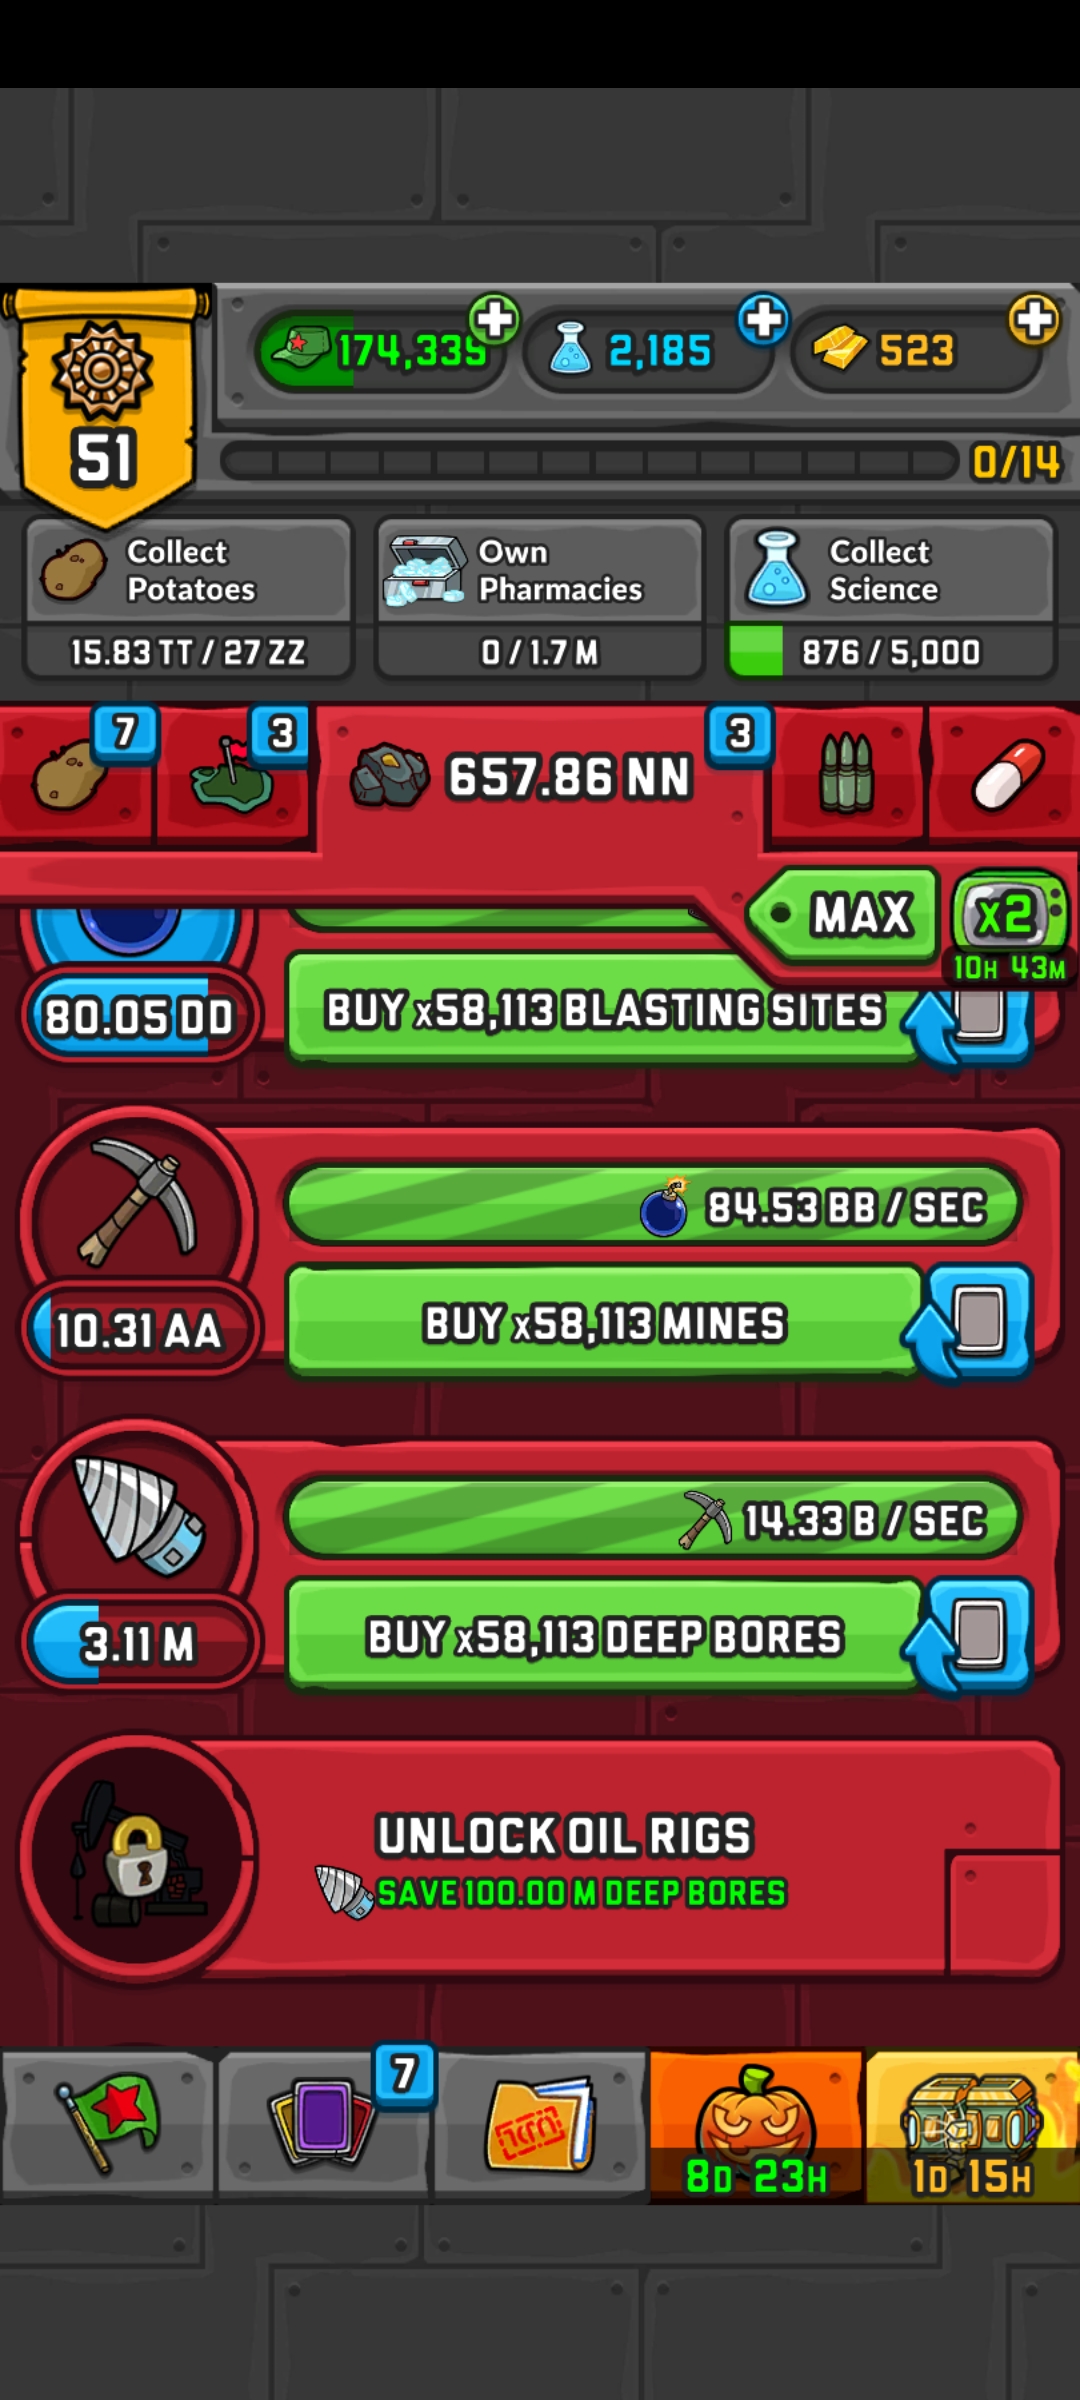 174,339
2,185
523
51
0/14
Collect
Potatoes
15.83 TT / 27 ZZ
Own
Pharmacies
0 / 1.7 M
Collect
Science
876 / 5,000
7
3
657.86 NN
3
MAX
x2
10H 43M
80.05 DD
BUY x58,113 BLASTING SITES
84.53 BB / SEC
10.31 AA
BUY x58,113 MINES
14.33 B / SEC
3.11 M
BUY x58,113 DEEP BORES
UNLOCK OIL RIGS
SAVE 100.00 M DEEP BORES
7
8D 23H
1D 15H